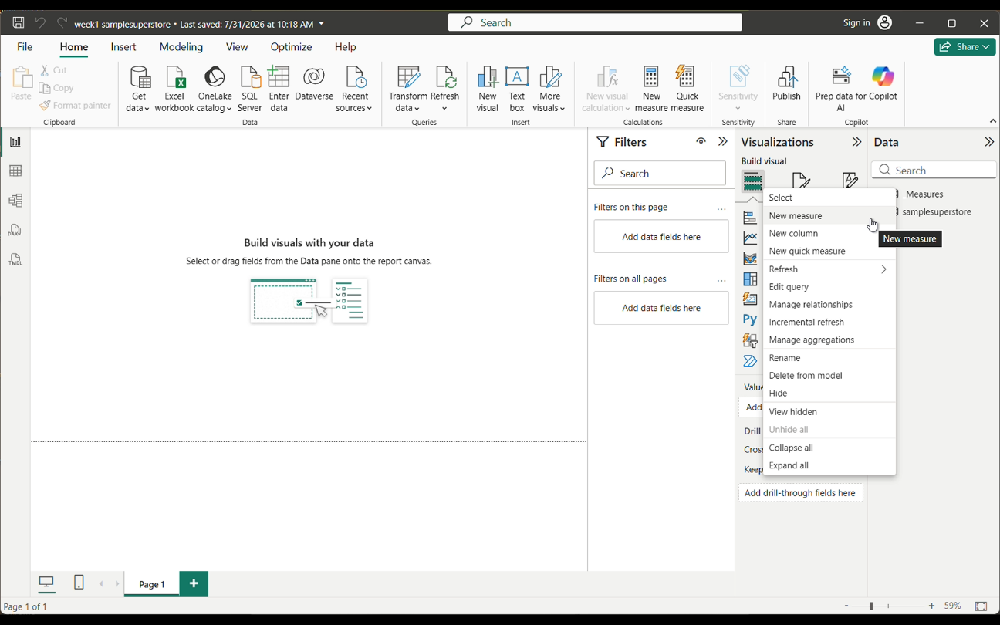 week1 samplesuperstore • Last saved: 7/31/2026 at 10:18 AM
Search
Sign in
File
Home
Insert
Modeling
View
Optimize
Help
Share
Paste
Cut
Copy
Format painter
Clipboard
Get data
Excel workbook
OneLake catalog
SQL Server
Enter data
Dataverse
Recent sources
Data
Transform data
Refresh
Queries
New visual
Text box
More visuals
Insert
New visual calculation
New measure
Quick measure
Calculations
Sensitivity
Sensitivity
Publish
Share
Prep data for AI
Copilot
Copilot
DAX
TMDL
Build visuals with your data
Select or drag fields from the Data pane onto the report canvas.
Filters
Search
Filters on this page
...
Add data fields here
Filters on all pages
...
Add data fields here
Visualizations
Build visual
123
Py
Value
Add
Drill
Cros
Keep
Add drill-through fields here
Select
New measure
New column
New quick measure
Refresh
Edit query
Manage relationships
Incremental refresh
Manage aggregations
Rename
Delete from model
Hide
View hidden
Unhide all
Collapse all
Expand all
New measure
Data
Search
_Measures
samplesuperstore
Page 1
Page 1 of 1
- +
59%